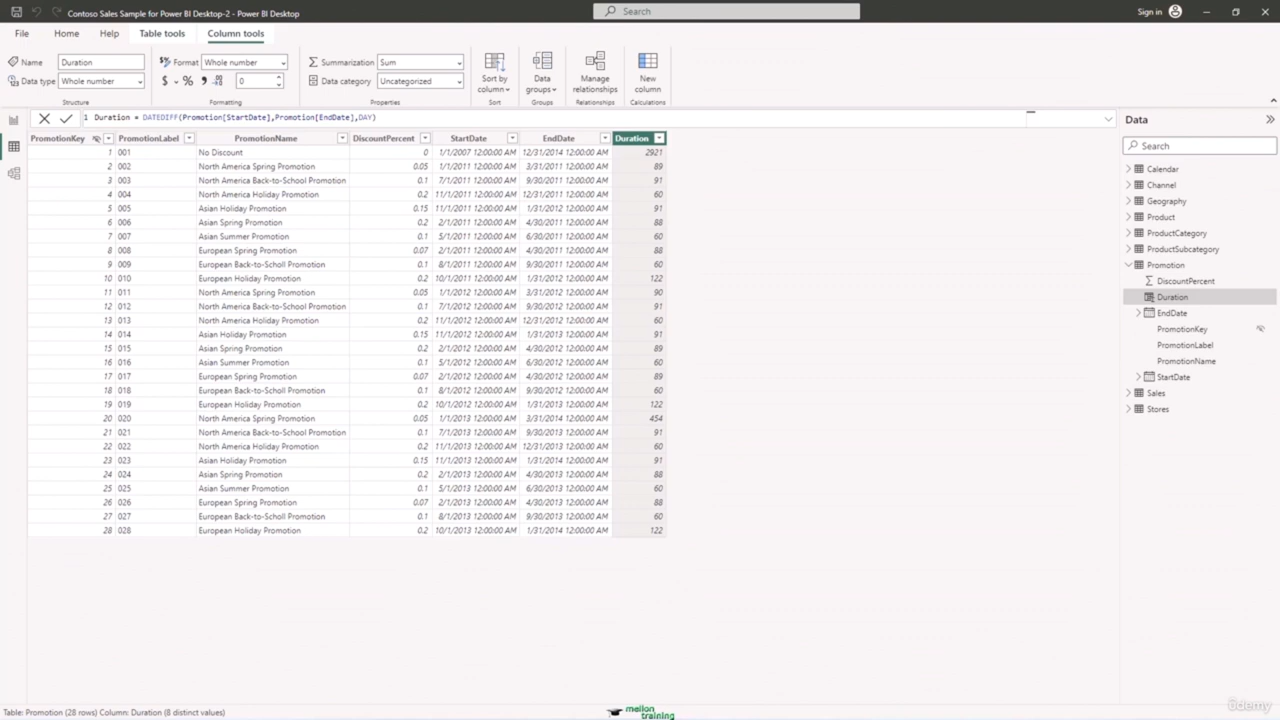 Contoso Sales Sample for Power BI Desktop-2 - Power BI Desktop
Search
Sign in
File Home Help Table tools Column tools
Name Duration
Data type Whole number
Structure
Format Whole number
$ % 0
Formatting
Summarization Sum
Data category Uncategorized
Properties
Sort by column
Sort
Data groups
Groups
Manage relationships
Relationships
New column
Calculations
1 Duration = DATEDIFF(Promotion[StartDate],Promotion[EndDate],DAY)
PromotionKey PromotionLabel PromotionName DiscountPercent StartDate EndDate Duration
1 001 No Discount 0 1/1/2007 12:00:00 AM 12/31/2014 12:00:00 AM 2921
2 002 North America Spring Promotion 0.05 1/1/2011 12:00:00 AM 3/31/2011 12:00:00 AM 89
3 003 North America Back-to-School Promotion 0.1 7/1/2011 12:00:00 AM 9/30/2011 12:00:00 AM 91
4 004 North America Holiday Promotion 0.2 11/1/2011 12:00:00 AM 12/31/2011 12:00:00 AM 60
5 005 Asian Holiday Promotion 0.15 11/1/2011 12:00:00 AM 1/31/2012 12:00:00 AM 91
6 006 Asian Spring Promotion 0.2 2/1/2011 12:00:00 AM 4/30/2011 12:00:00 AM 88
7 007 Asian Summer Promotion 0.1 5/1/2011 12:00:00 AM 6/30/2011 12:00:00 AM 60
8 008 European Spring Promotion 0.07 2/1/2011 12:00:00 AM 4/30/2011 12:00:00 AM 88
9 009 European Back-to-Scholl Promotion 0.1 8/1/2011 12:00:00 AM 9/30/2011 12:00:00 AM 60
10 010 European Holiday Promotion 0.2 10/1/2011 12:00:00 AM 1/31/2012 12:00:00 AM 122
11 011 North America Spring Promotion 0.05 1/1/2012 12:00:00 AM 3/31/2012 12:00:00 AM 90
12 012 North America Back-to-School Promotion 0.1 7/1/2012 12:00:00 AM 9/30/2012 12:00:00 AM 91
13 013 North America Holiday Promotion 0.2 11/1/2012 12:00:00 AM 12/31/2012 12:00:00 AM 60
14 014 Asian Holiday Promotion 0.15 11/1/2012 12:00:00 AM 1/31/2013 12:00:00 AM 91
15 015 Asian Spring Promotion 0.2 2/1/2012 12:00:00 AM 4/30/2012 12:00:00 AM 89
16 016 Asian Summer Promotion 0.1 5/1/2012 12:00:00 AM 6/30/2012 12:00:00 AM 60
17 017 European Spring Promotion 0.07 2/1/2012 12:00:00 AM 4/30/2012 12:00:00 AM 89
18 018 European Back-to-Scholl Promotion 0.1 8/1/2012 12:00:00 AM 9/30/2012 12:00:00 AM 60
19 019 European Holiday Promotion 0.2 10/1/2012 12:00:00 AM 1/31/2013 12:00:00 AM 122
20 020 North America Spring Promotion 0.05 1/1/2013 12:00:00 AM 3/31/2014 12:00:00 AM 454
21 021 North America Back-to-School Promotion 0.1 7/1/2013 12:00:00 AM 9/30/2013 12:00:00 AM 91
22 022 North America Holiday Promotion 0.2 11/1/2013 12:00:00 AM 12/31/2013 12:00:00 AM 60
23 023 Asian Holiday Promotion 0.15 11/1/2013 12:00:00 AM 1/31/2014 12:00:00 AM 91
24 024 Asian Spring Promotion 0.2 2/1/2013 12:00:00 AM 4/30/2013 12:00:00 AM 88
25 025 Asian Summer Promotion 0.1 5/1/2013 12:00:00 AM 6/30/2013 12:00:00 AM 60
26 026 European Spring Promotion 0.07 2/1/2013 12:00:00 AM 4/30/2013 12:00:00 AM 88
27 027 European Back-to-Scholl Promotion 0.1 8/1/2013 12:00:00 AM 9/30/2013 12:00:00 AM 60
28 028 European Holiday Promotion 0.2 10/1/2013 12:00:00 AM 1/31/2014 12:00:00 AM 122
Data
Search
Calendar
Channel
Geography
Product
ProductCategory
ProductSubcategory
Promotion
DiscountPercent
Duration
EndDate
PromotionKey
PromotionLabel
PromotionName
StartDate
Sales
Stores
Table: Promotion (28 rows) Column: Duration (8 distinct values)
meilon
training
ûdemy